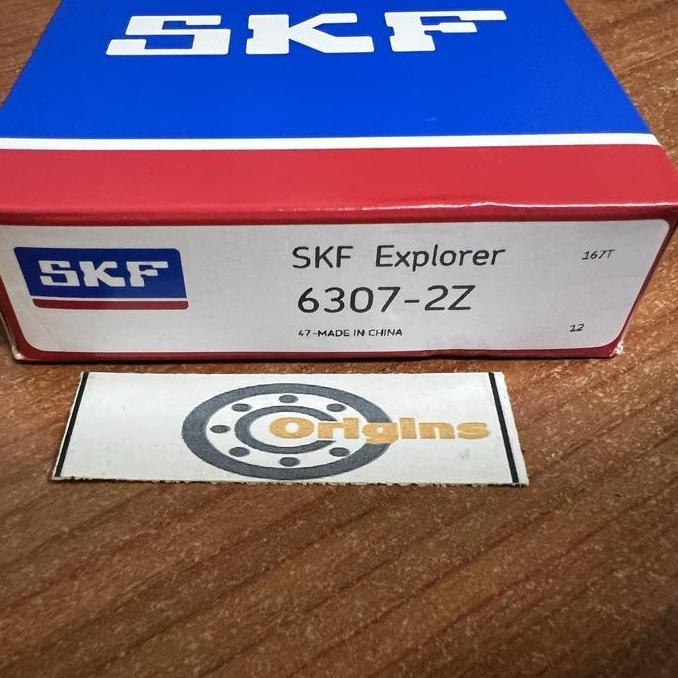 SKF
SKF
SKF Explorer
167T
6307-2Z
47-MADE IN CHINA
12
Origins